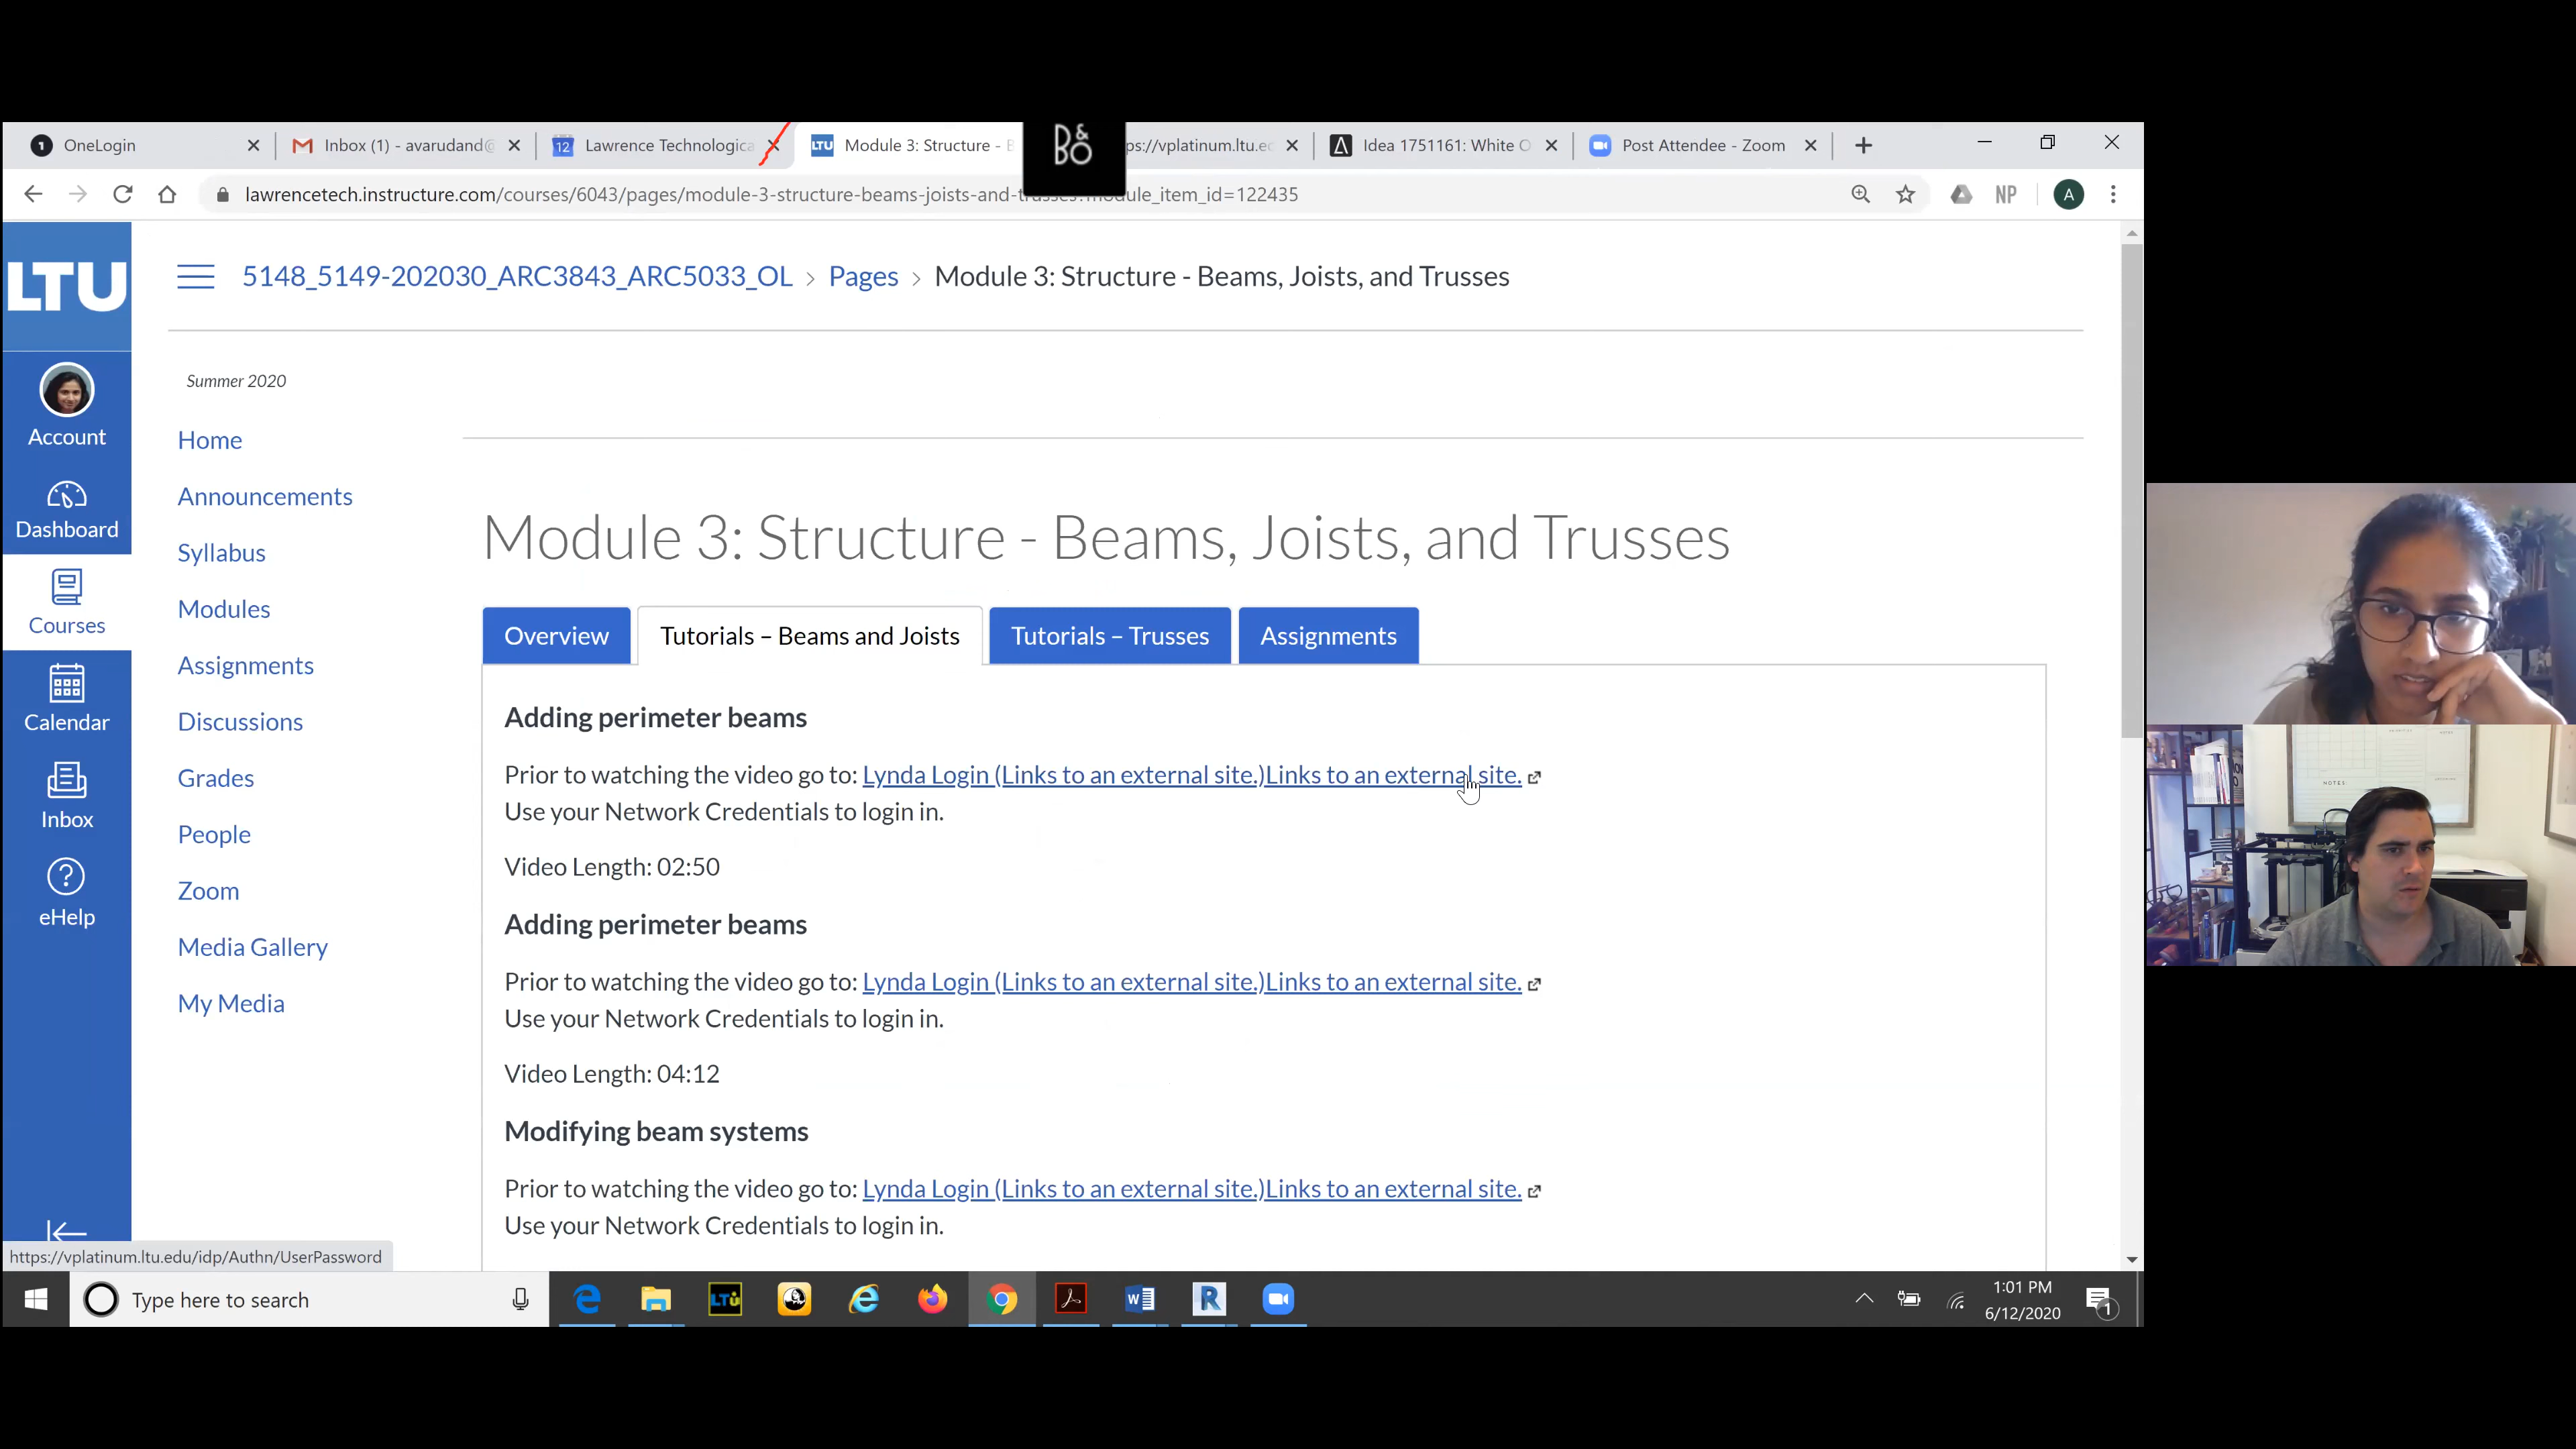 OneLogin
Inbox (1) - avarudand@
12
Lawrence Technologica
LTU
Module 3: Structure - B
B&O
ps://vplatinum.ltu.ed
Idea 1751161: White O
Post Attendee - Zoom
lawrencetech.instructure.com/courses/6043/pages/module-3-structure-beams-joists-and-trusses?module_item_id=122435
NP
A
LTU
5148_5149-202030_ARC3843_ARC5033_OL > Pages > Module 3: Structure - Beams, Joists, and Trusses
Account
Dashboard
Courses
Calendar
Inbox
eHelp
Summer 2020
Home
Announcements
Syllabus
Modules
Assignments
Discussions
Grades
People
Zoom
Media Gallery
My Media
Module 3: Structure - Beams, Joists, and Trusses
Overview
Tutorials – Beams and Joists
Tutorials – Trusses
Assignments
Adding perimeter beams
Prior to watching the video go to: Lynda Login (Links to an external site.)Links to an external site.
Use your Network Credentials to login in.
Video Length: 02:50
Adding perimeter beams
Prior to watching the video go to: Lynda Login (Links to an external site.)Links to an external site.
Use your Network Credentials to login in.
Video Length: 04:12
Modifying beam systems
Prior to watching the video go to: Lynda Login (Links to an external site.)Links to an external site.
Use your Network Credentials to login in.
https://vplatinum.ltu.edu/idp/Authn/UserPassword
Type here to search
LTU
1:01 PM
6/12/2020
1
NOTES: